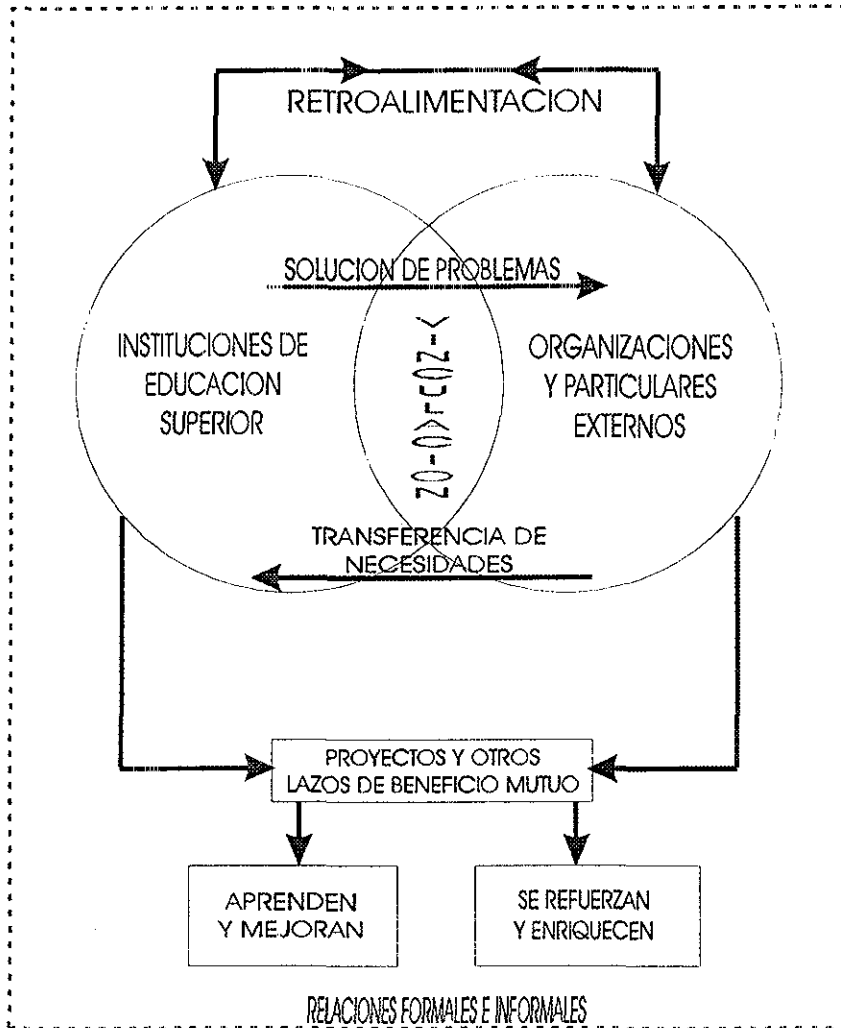 RETROALIMENTACION
SOLUCION DE PROBLEMAS
INSTITUCIONES DE
EDUCACION
SUPERIOR
VINCULACION
ORGANIZACIONES
Y PARTICULARES
EXTERNOS
TRANSFERENCIA DE
NECESIDADES
PROYECTOS Y OTROS
LAZOS DE BENEFICIO MUTUO
APRENDEN
Y MEJORAN
SE REFUERZAN
Y ENRIQUECEN
RELACIONES FORMALES E INFORMALES